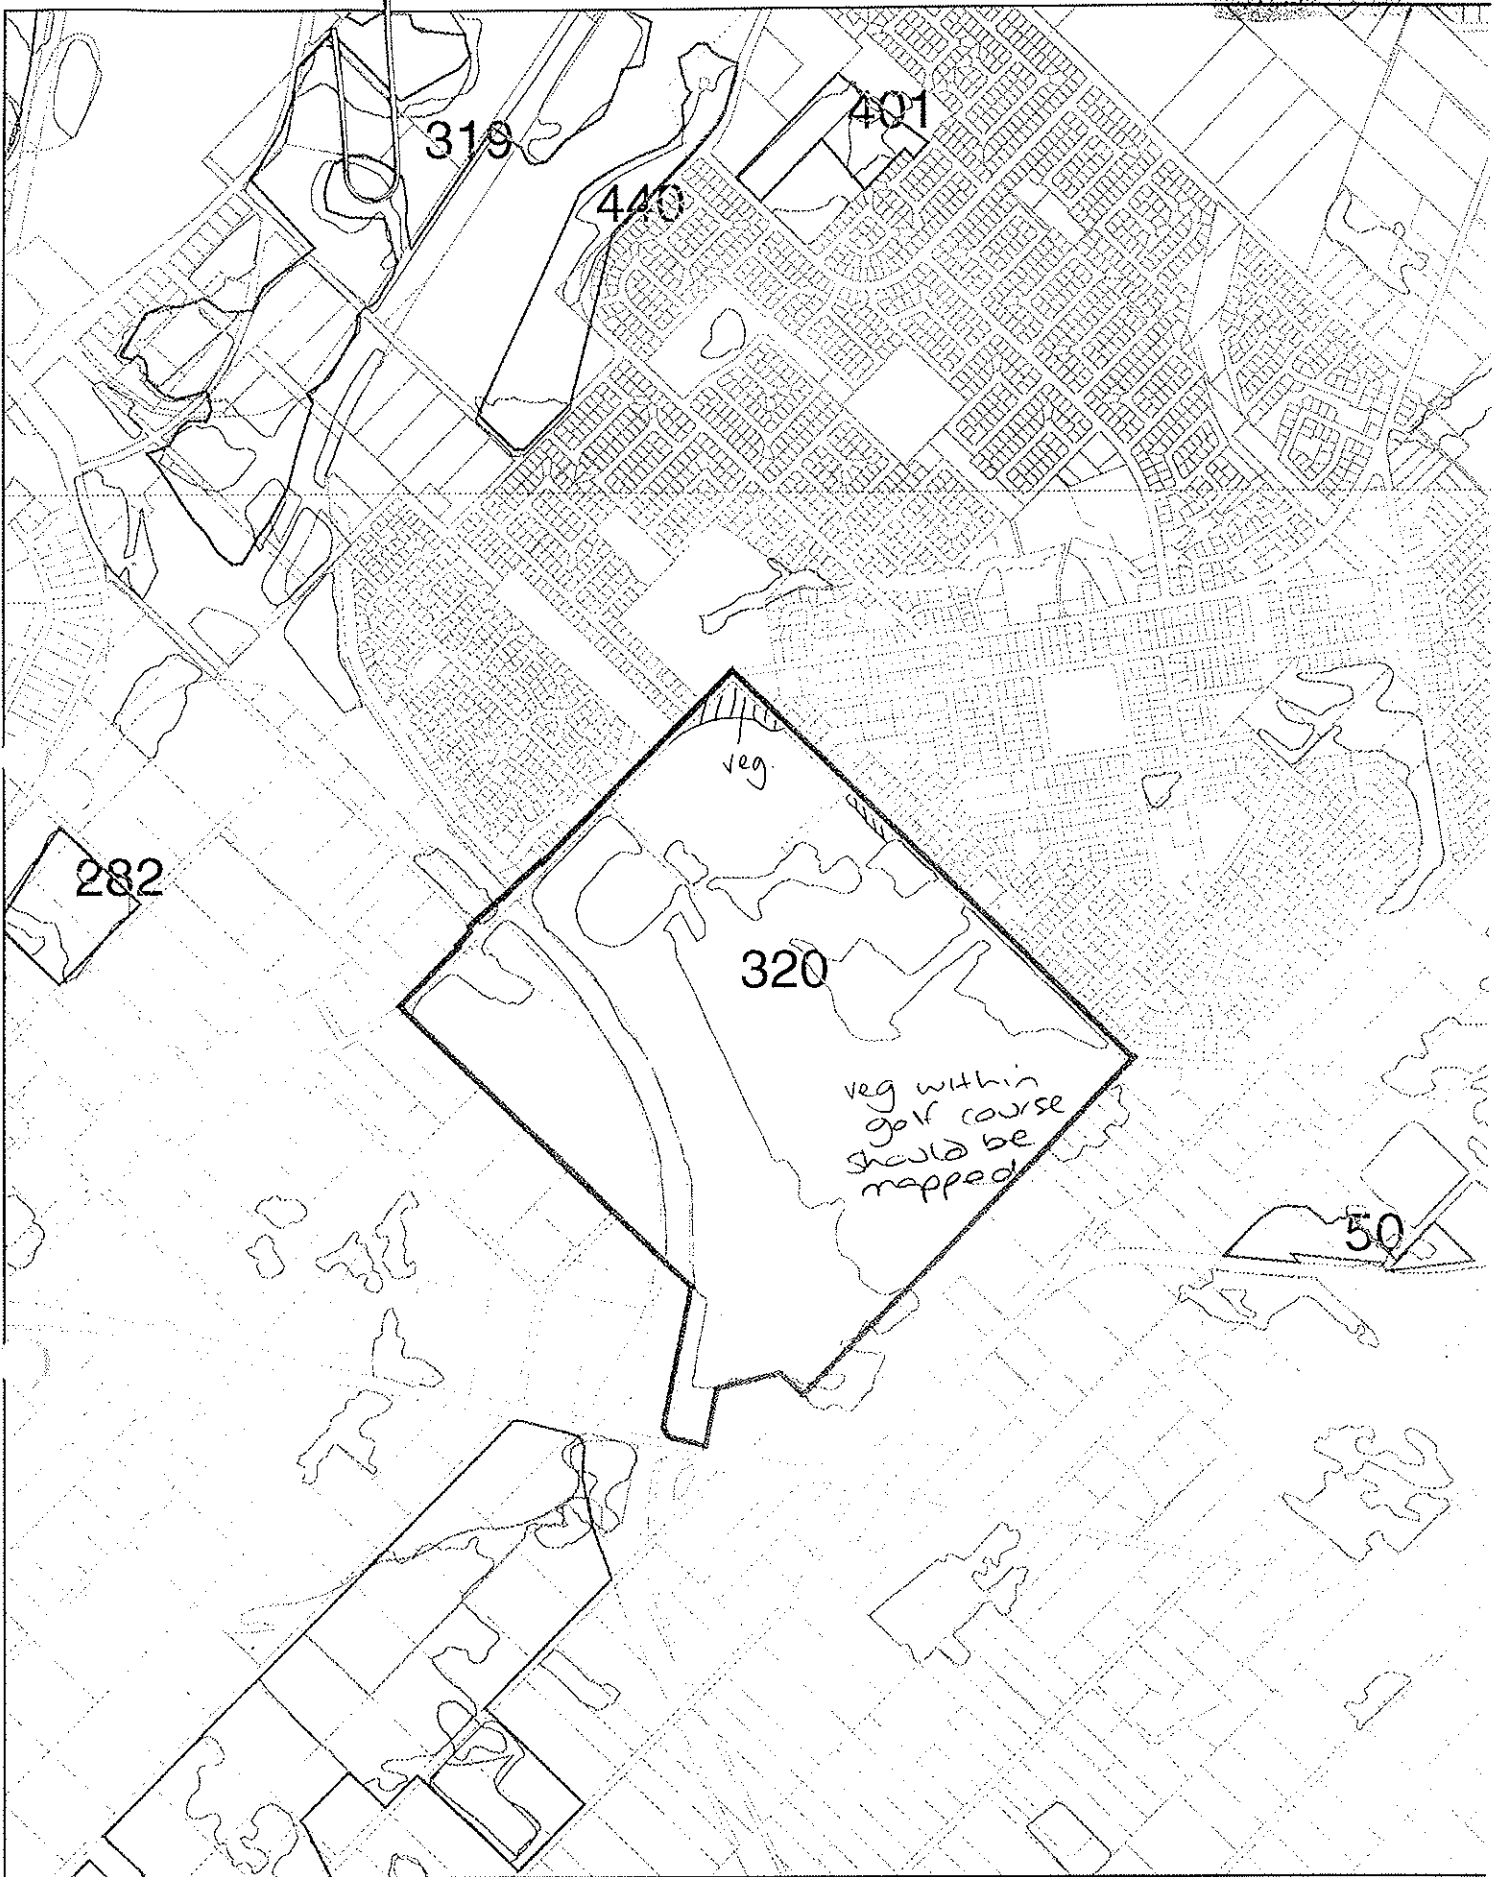 401
319
440
veg.
282
320
veg within
golf course
should be
mapped
50